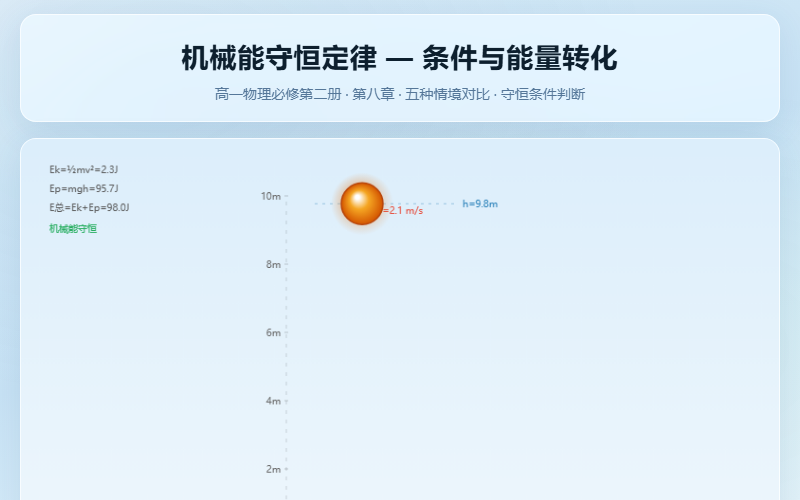 机械能守恒定律 — 条件与能量转化
高一物理必修第二册 · 第八章 · 五种情境对比 · 守恒条件判断
Ek=½mv²=2.3J
Ep=mgh=95.7J
E总=Ek+Ep=98.0J
机械能守恒
10m
=2.1 m/s
h=9.8m
8m
6m
4m
2m